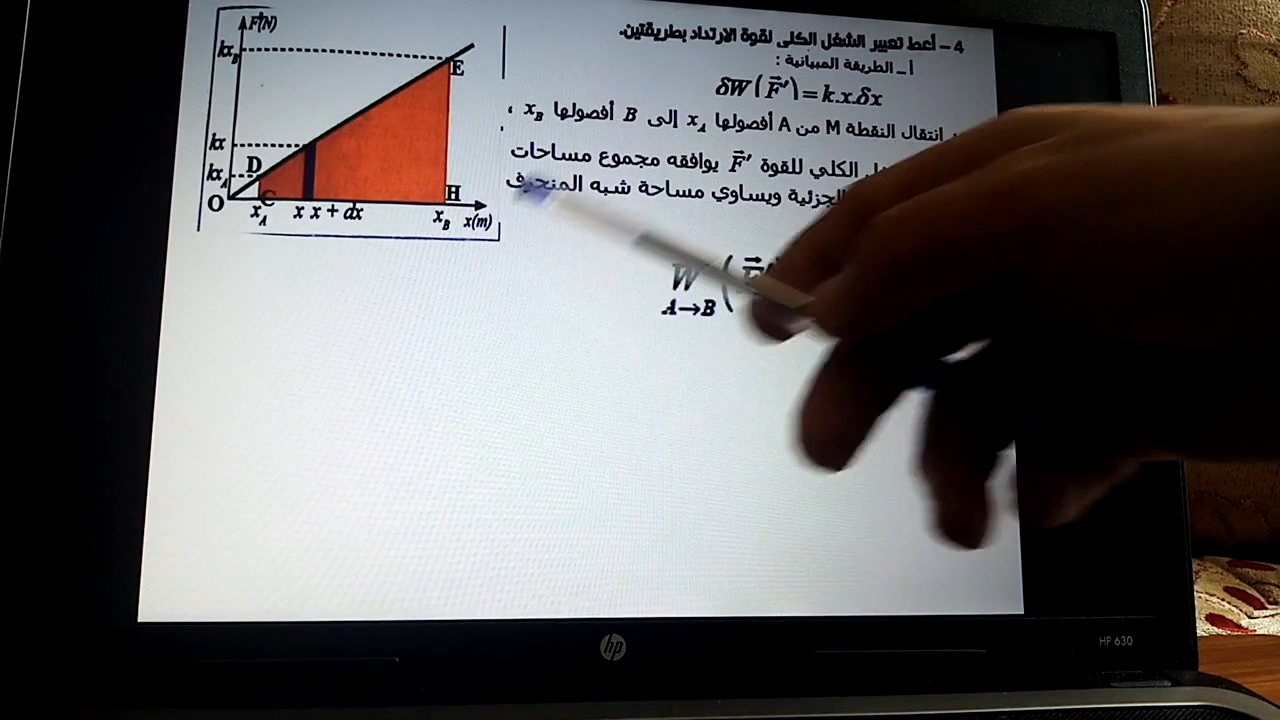 4 – أعط تعبير الشغل الكلي لقوة الارتداد بطريقتين.
أ – الطريقة المبيانية :
δW(F⃗')=k.x.δx
انتقال النقطة M من A أفصولها x_A إلى B أفصولها x_B ،
الكلي للقوة F⃗' يوافقه مجموع مساحات
الجزئية ويساوي مساحة شبه المنحرف
W
A→B
F'(N)
kx_B
E
kx
D
kx_A
C
H
O
x_A
x
x + dx
x_B
x(m)
hp
HP 630